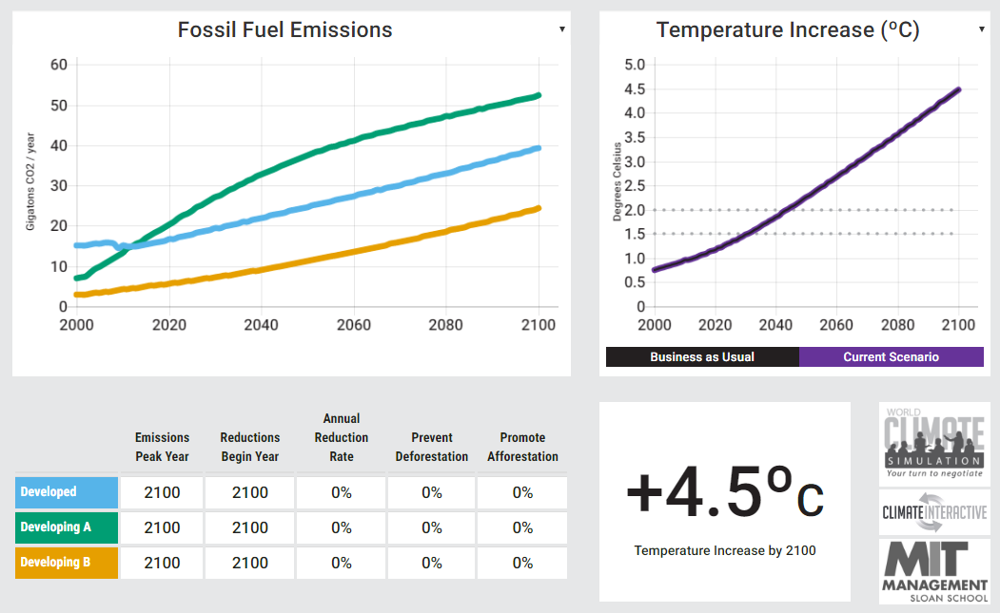 Fossil Fuel Emissions
Gigatons CO2 / year
60
50
40
30
20
10
0
2000 2020 2040 2060 2080 2100
Temperature Increase (ºC)
Degrees Celsius
5.0
4.5
4.0
3.5
3.0
2.5
2.0
1.5
1.0
0.5
0
2000 2020 2040 2060 2080 2100
Business as Usual Current Scenario
Emissions Peak Year Reductions Begin Year Annual Reduction Rate Prevent Deforestation Promote Afforestation
Developed 2100 2100 0% 0% 0%
Developing A 2100 2100 0% 0% 0%
Developing B 2100 2100 0% 0% 0%
+4.5ºC
Temperature Increase by 2100
WORLD
CLIMATE
SIMULATION
Your turn to negotiate
CLIMATEINTERACTIVE
MIT
MANAGEMENT
SLOAN SCHOOL